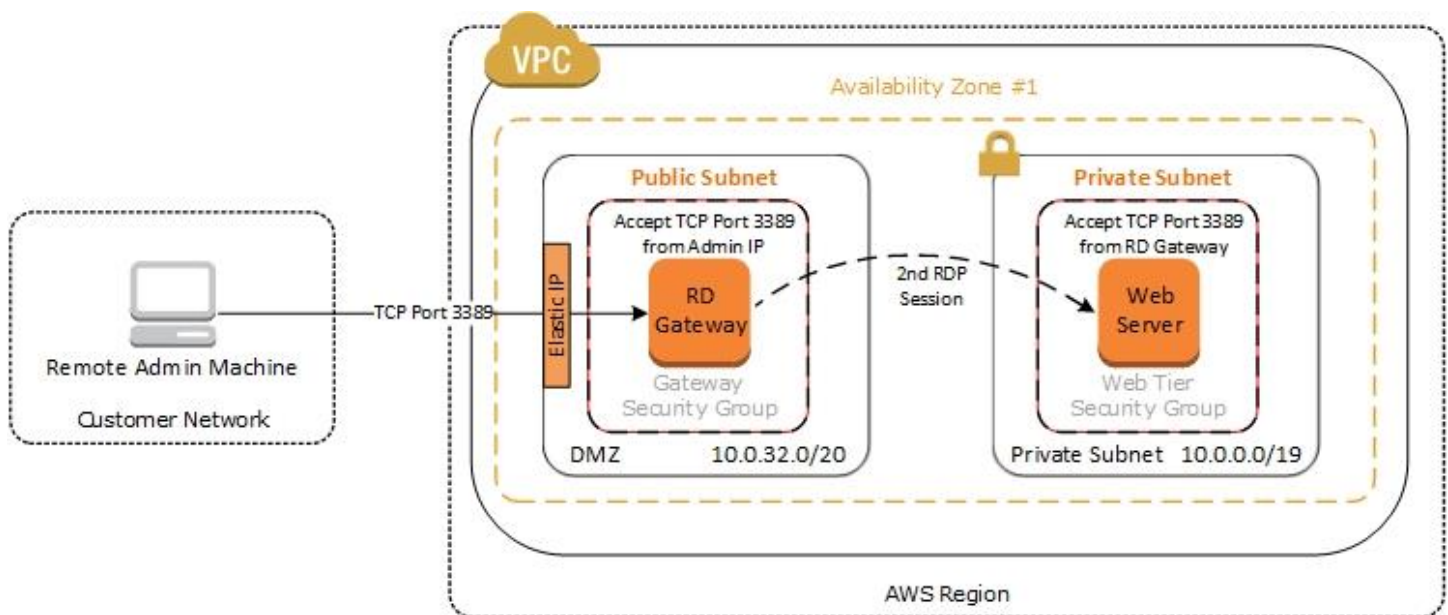 VPC
Availability Zone #1
Public Subnet
Accept TCP Port 3389
from Admin IP
RD
Gateway
Gateway
Security Group
DMZ 10.0.32.0/20
Elastic IP
TCP Port 3389
2nd RDP
Session
Private Subnet
Accept TCP Port 3389
from RD Gateway
Web
Server
Web Tier
Security Group
Private Subnet 10.0.0.0/19
Remote Admin Machine
Customer Network
AWS Region